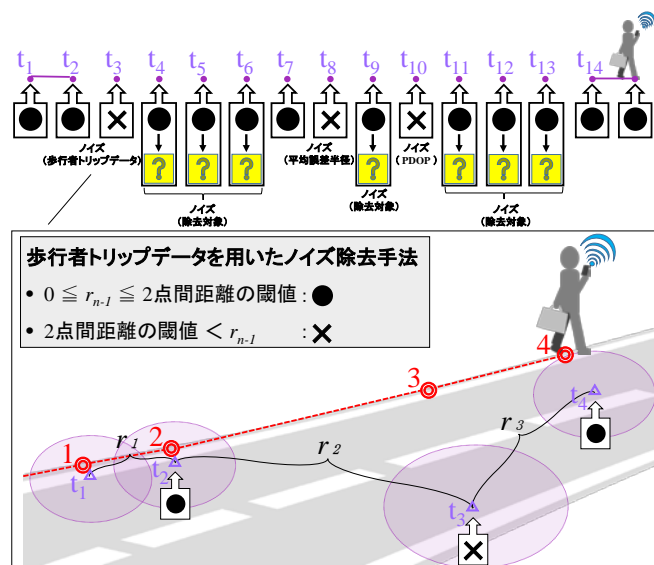 t1 t2 t3 t4 t5 t6 t7 t8 t9 t10 t11 t12 t13 t14
ノイズ
(歩行者トリップデータ)
ノイズ
(平均誤差半径)
ノイズ
(PDOP)
? ? ? ? ? ? ?
ノイズ
(除去対象)
ノイズ
(除去対象)
ノイズ
(除去対象)
歩行者トリップデータを用いたノイズ除去手法
• 0 ≦ rn-1 ≦ 2点間距離の閾値 : ●
• 2点間距離の閾値 < rn-1 : ×
4
3
t4
1 r1 2 r2 r3
t1 t2
t3